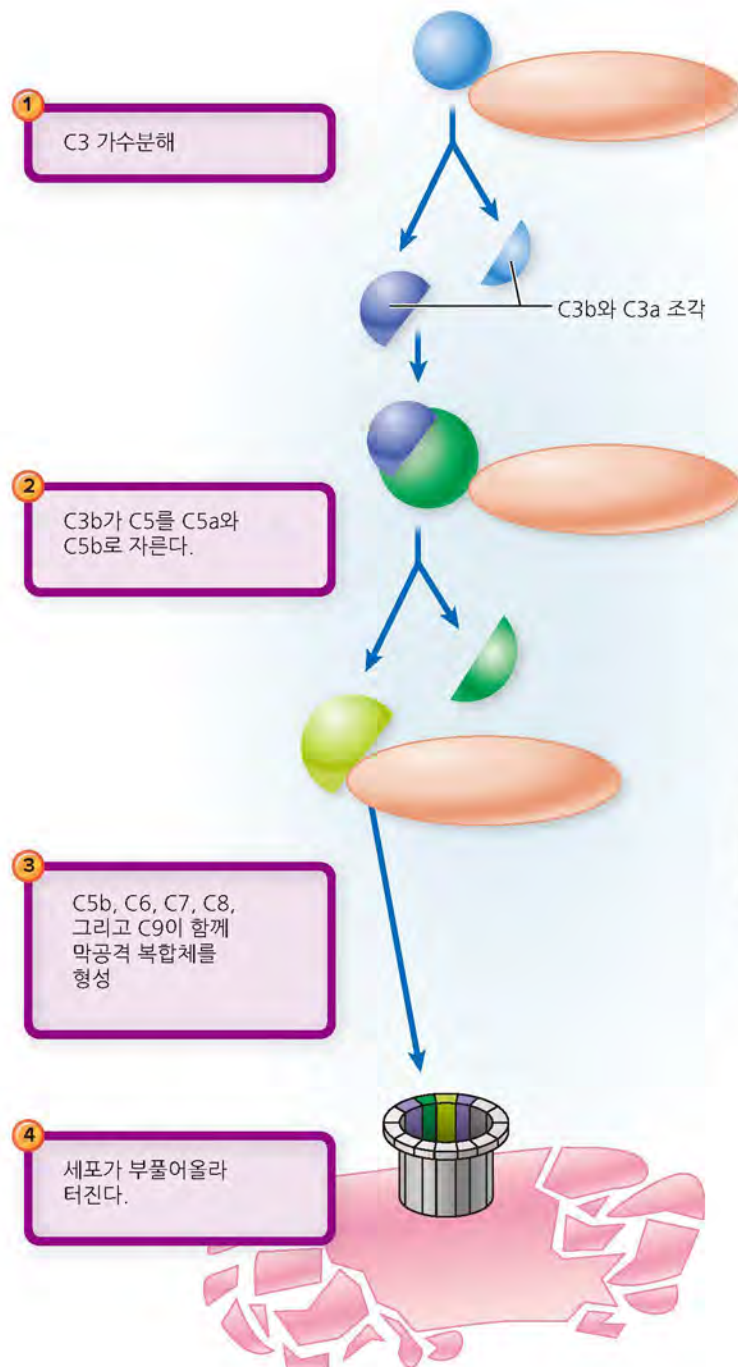 1
C3 가수분해
C3b와 C3a 조각
2
C3b가 C5를 C5a와
C5b로 자른다.
3
C5b, C6, C7, C8,
그리고 C9이 함께
막공격 복합체를
형성
4
세포가 부풀어올라
터진다.